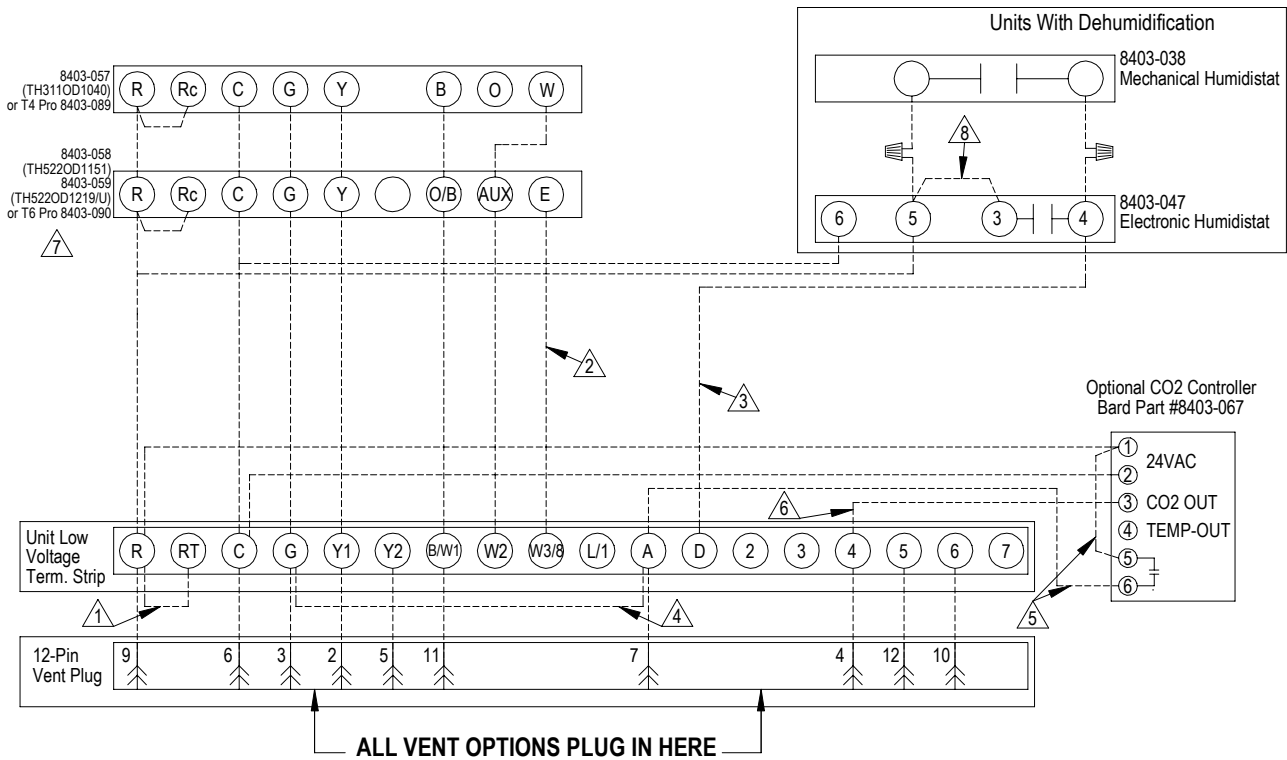 Units With Dehumidification
8403-038
Mechanical Humidistat
8
6 5 3 4
8403-047
Electronic Humidistat
8403-057
(TH311OD1040)
or T4 Pro 8403-089
R Rc C G Y B O W
8403-058
(TH522OD1151)
8403-059
(TH522OD1219/U)
or T6 Pro 8403-090
R Rc C G Y O/B AUX E
7
2
3
Optional CO2 Controller
Bard Part #8403-067
1
24VAC
2
3 CO2 OUT
4 TEMP-OUT
5
6
6
5
Unit Low
Voltage
Term. Strip
R RT C G Y1 Y2 B/W1 W2 W3/8 L/1 A D 2 3 4 5 6 7
1
4
12-Pin
Vent Plug
9 6 3 2 5 11 7 4 12 10
ALL VENT OPTIONS PLUG IN HERE